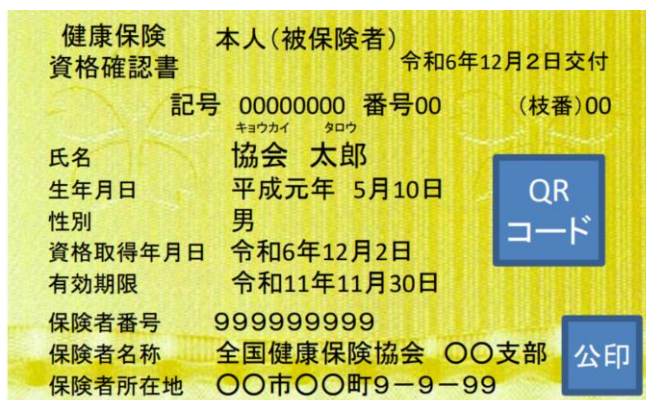 健康保険 本人(被保険者)
資格確認書 令和6年12月2日交付
記号 00000000 番号00 (枝番)00
キョウカイ タロウ
氏名 協会 太郎
生年月日 平成元年 5月10日
性別 男
資格取得年月日 令和6年12月2日
有効期限 令和11年11月30日
QR
コード
保険者番号 999999999
保険者名称 全国健康保険協会 〇〇支部
保険者所在地 〇〇市〇〇町9-9-99
公印